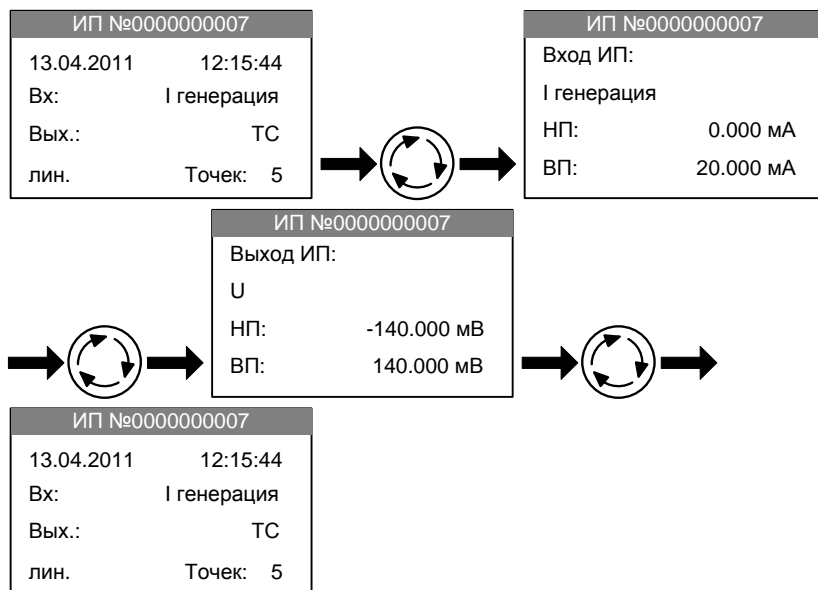 ИП №0000000007
13.04.2011 12:15:44
Вх: I генерация
Вых.: ТС
лин. Точек: 5
ИП №0000000007
Вход ИП:
I генерация
НП: 0.000 мА
ВП: 20.000 мА
ИП №0000000007
Выход ИП:
U
НП: -140.000 мВ
ВП: 140.000 мВ
ИП №0000000007
13.04.2011 12:15:44
Вх: I генерация
Вых.: ТС
лин. Точек: 5